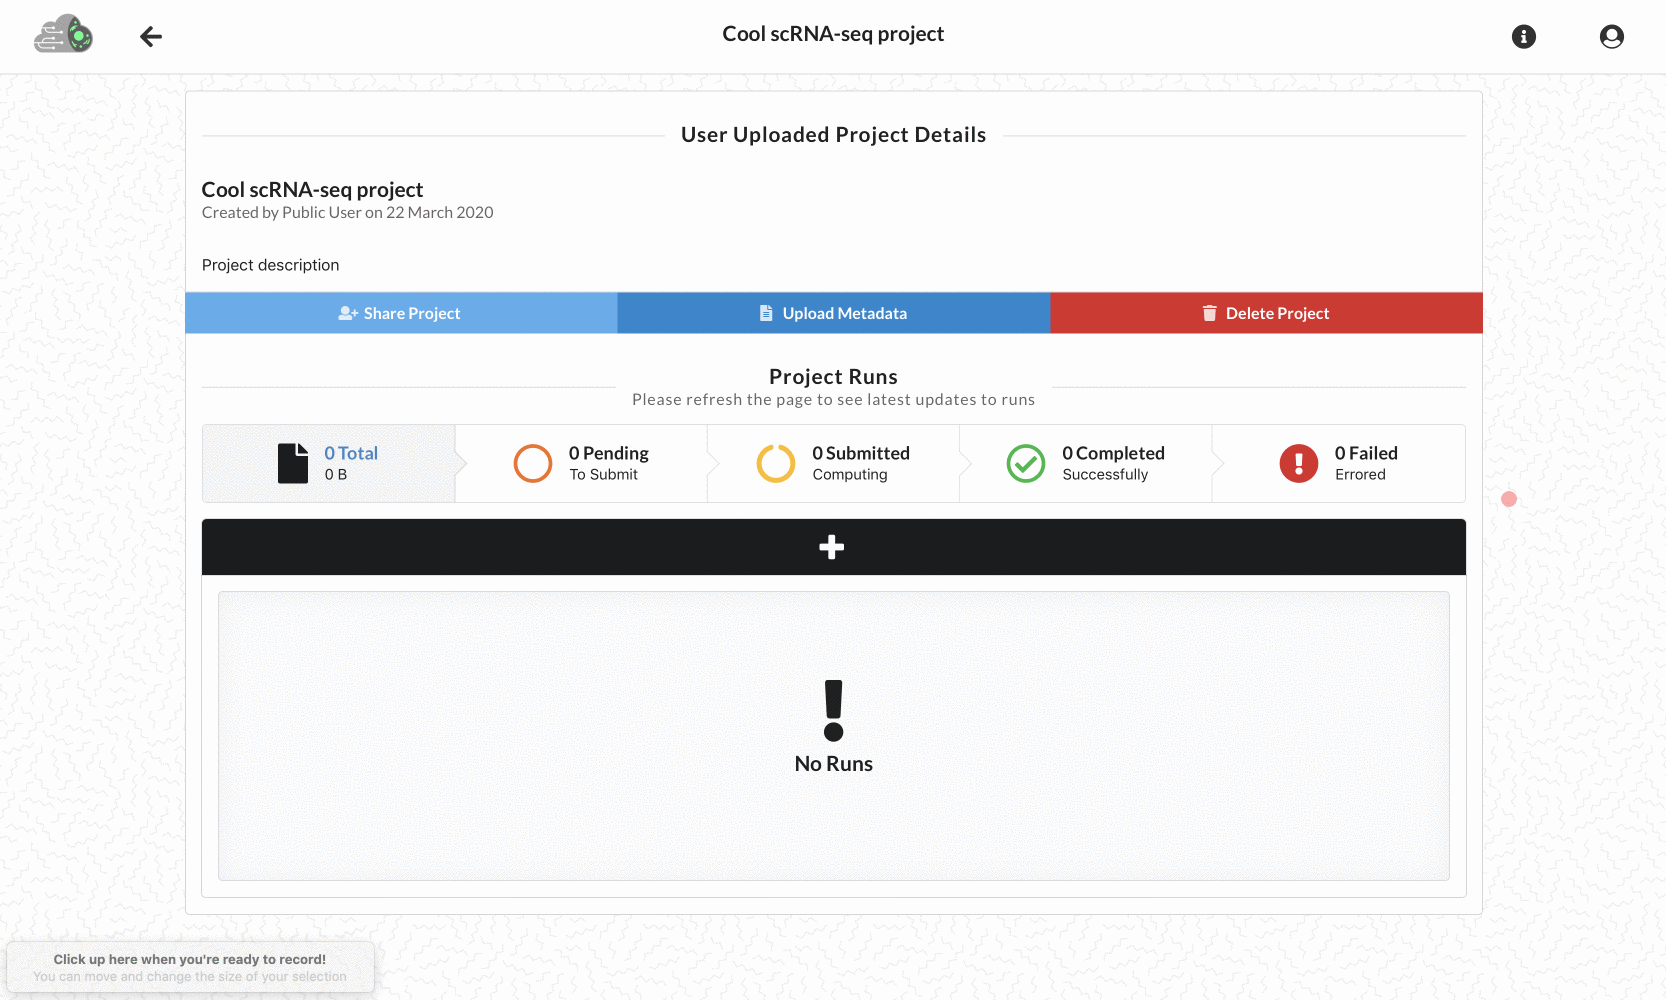 Cool scRNA-seq project
User Uploaded Project Details
Cool scRNA-seq project
Created by Public User on 22 March 2020
Project description
Share Project
Upload Metadata
Delete Project
Project Runs
Please refresh the page to see latest updates to runs
0 Total
0 B
0 Pending
To Submit
0 Submitted
Computing
0 Completed
Successfully
0 Failed
Errored
No Runs
Click up here when you're ready to record!
You can move and change the size of your selection